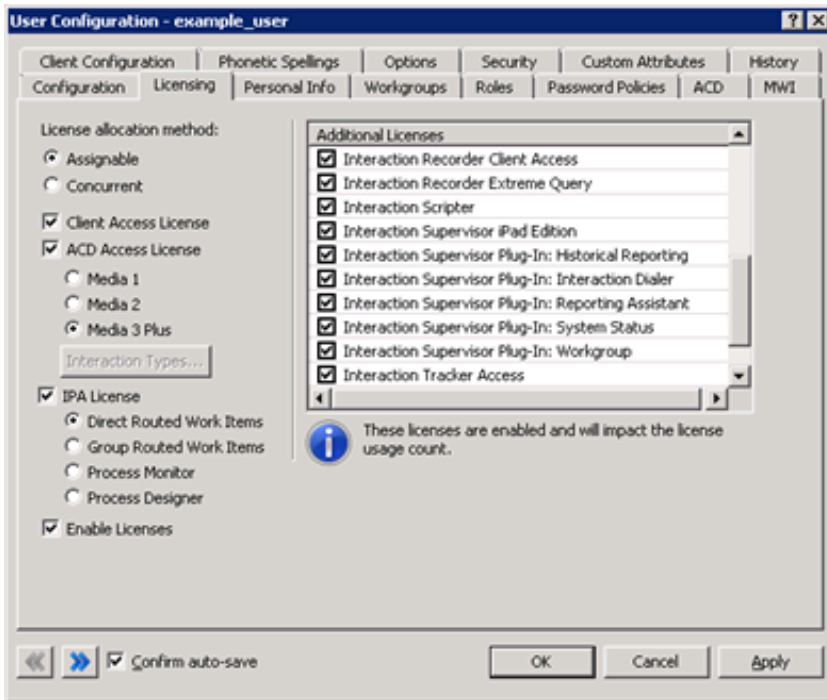 User Configuration - example_user
Client Configuration Phonetic Spellings Options Security Custom Attributes History
Configuration Licensing Personal Info Workgroups Roles Password Policies ACD MWI
License allocation method:
Assignable
Concurrent
Client Access License
ACD Access License
Media 1
Media 2
Media 3 Plus
Interaction Types...
IPA License
Direct Routed Work Items
Group Routed Work Items
Process Monitor
Process Designer
Enable Licenses
Additional Licenses
Interaction Recorder Client Access
Interaction Recorder Extreme Query
Interaction Scripter
Interaction Supervisor iPad Edition
Interaction Supervisor Plug-In: Historical Reporting
Interaction Supervisor Plug-In: Interaction Dialer
Interaction Supervisor Plug-In: Reporting Assistant
Interaction Supervisor Plug-In: System Status
Interaction Supervisor Plug-In: Workgroup
Interaction Tracker Access
These licenses are enabled and will impact the license
usage count.
Confirm auto-save
OK Cancel Apply